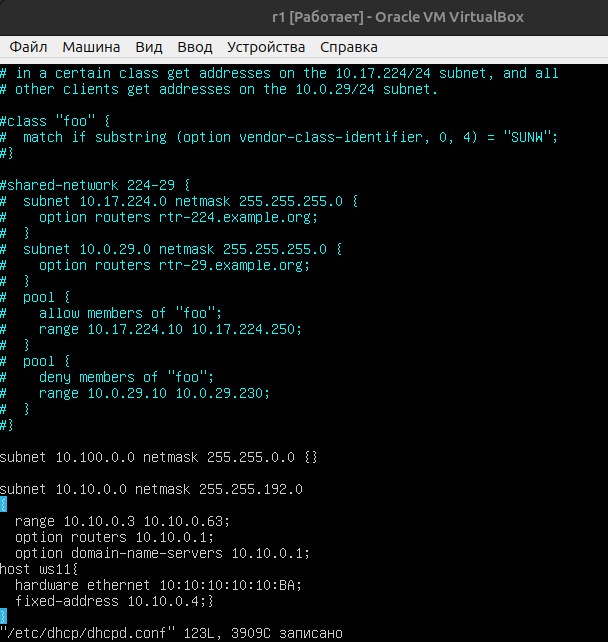 r1 [Работает] - Oracle VM VirtualBox
Файл Машина Вид Ввод Устройства Справка
# in a certain class get addresses on the 10.17.224/24 subnet, and all
# other clients get addresses on the 10.0.29/24 subnet.
#class "foo" {
#  match if substring (option vendor-class-identifier, 0, 4) = "SUNW";
#}
#shared-network 224-29 {
#  subnet 10.17.224.0 netmask 255.255.255.0 {
#    option routers rtr-224.example.org;
#  }
#  subnet 10.0.29.0 netmask 255.255.255.0 {
#    option routers rtr-29.example.org;
#  }
#  pool {
#    allow members of "foo";
#    range 10.17.224.10 10.17.224.250;
#  }
#  pool {
#    deny members of "foo";
#    range 10.0.29.10 10.0.29.230;
#  }
#}
subnet 10.100.0.0 netmask 255.255.0.0 {}
subnet 10.10.0.0 netmask 255.255.192.0
{
  range 10.10.0.3 10.10.0.63;
  option routers 10.10.0.1;
  option domain-name-servers 10.10.0.1;
host ws11{
  hardware ethernet 10:10:10:10:10:BA;
  fixed-address 10.10.0.4;}
}
"/etc/dhcp/dhcpd.conf" 123L, 3909C записано